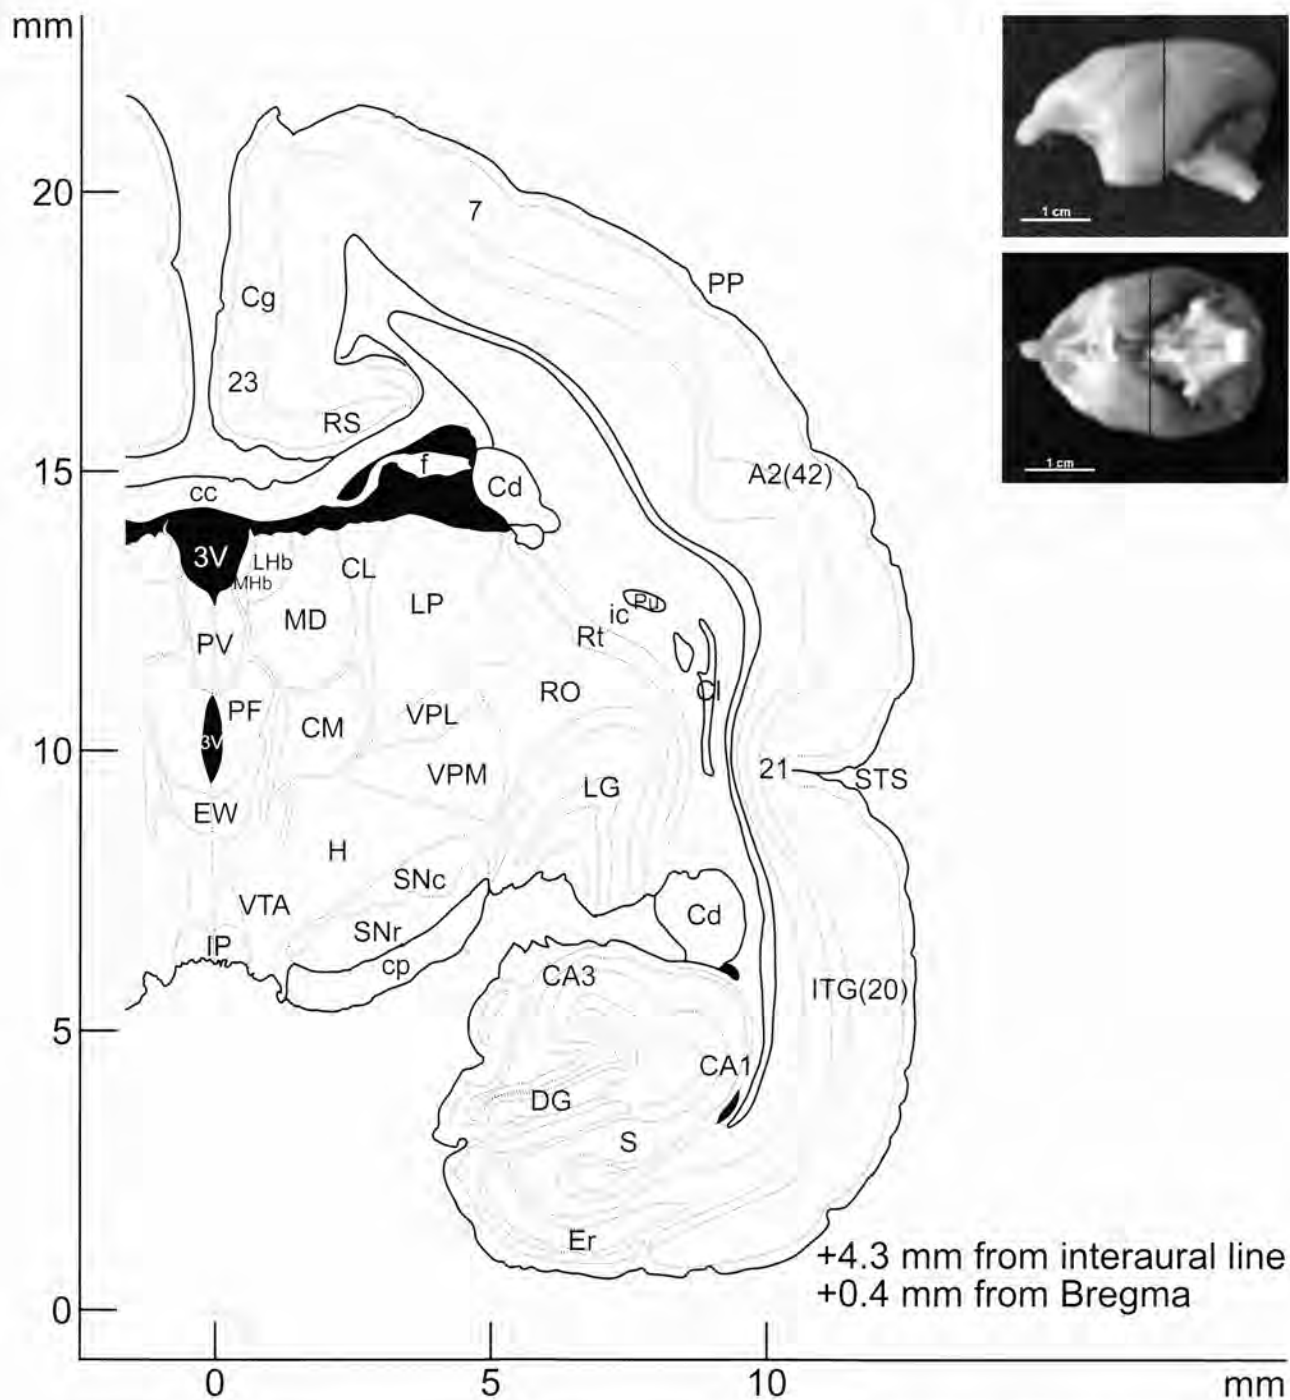 mm
1 cm
20
7
PP
Cg
23
RS
1 cm
15
f
A2(42)
cc
Cd
3V
LHb
CL
MHb
LP
Pu
MD
ic
PV
Rt
RO
Cl
PF
VPL
CM
3V
10
VPM
21
STS
LG
EW
H
SNc
VTA
Cd
SNr
IP
cp
CA3
ITG(20)
5
CA1
DG
S
Er
+4.3 mm from interaural line
+0.4 mm from Bregma
0
0
5
10
mm